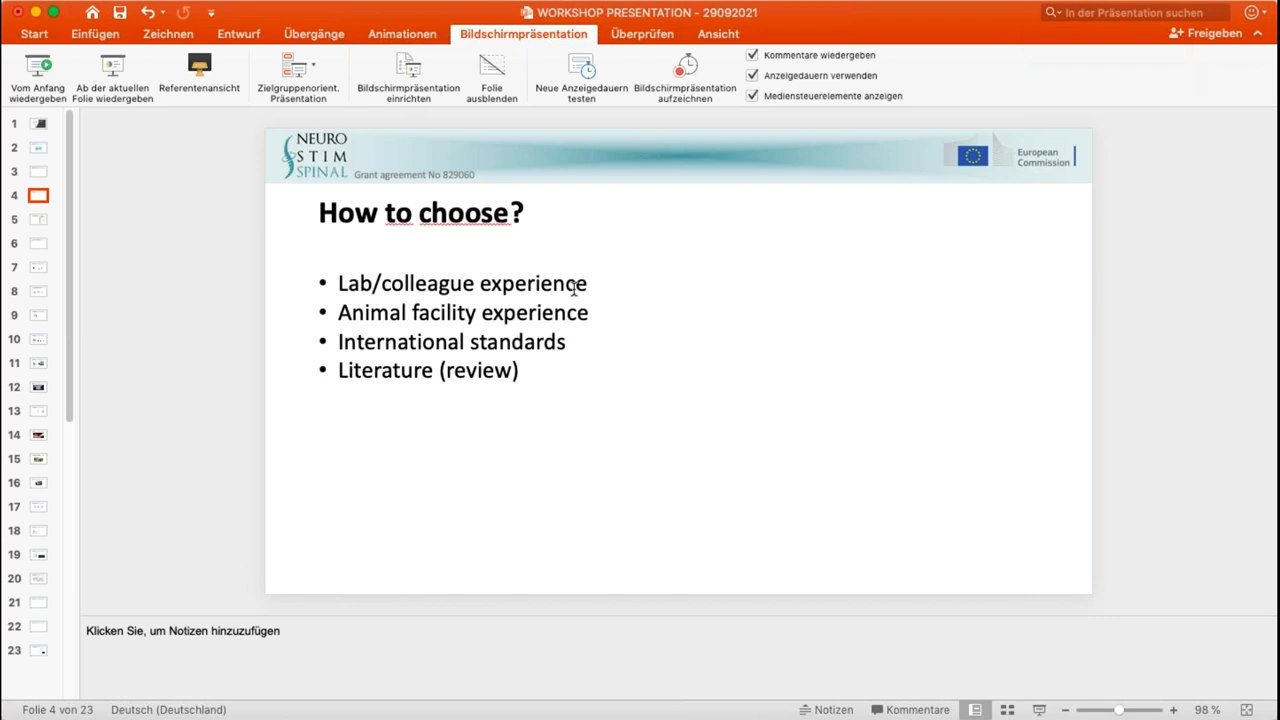 WORKSHOP PRESENTATION - 29092021
In der Präsentation suchen
Start Einfügen Zeichnen Entwurf Übergänge Animationen Bildschirmpräsentation Überprüfen Ansicht Freigeben
Vom Anfang wiedergeben
Ab der aktuellen Folie wiedergeben
Referentenansicht
Zielgruppenorient. Präsentation
Bildschirmpräsentation einrichten
Folie ausblenden
Neue Anzeigedauern testen
Bildschirmpräsentation aufzeichnen
Kommentare wiedergeben
Anzeigedauern verwenden
Mediensteuerelemente anzeigen
1
2
3
4
5
6
7
8
9
10
11
12
13
14
15
16
17
18
19
20
21
22
23
NEURO
STIM
SPINAL
Grant agreement No 829060
European
Commission
How to choose?
• Lab/colleague experience
• Animal facility experience
• International standards
• Literature (review)
Klicken Sie, um Notizen hinzuzufügen
Folie 4 von 23 Deutsch (Deutschland) Notizen Kommentare 98 %